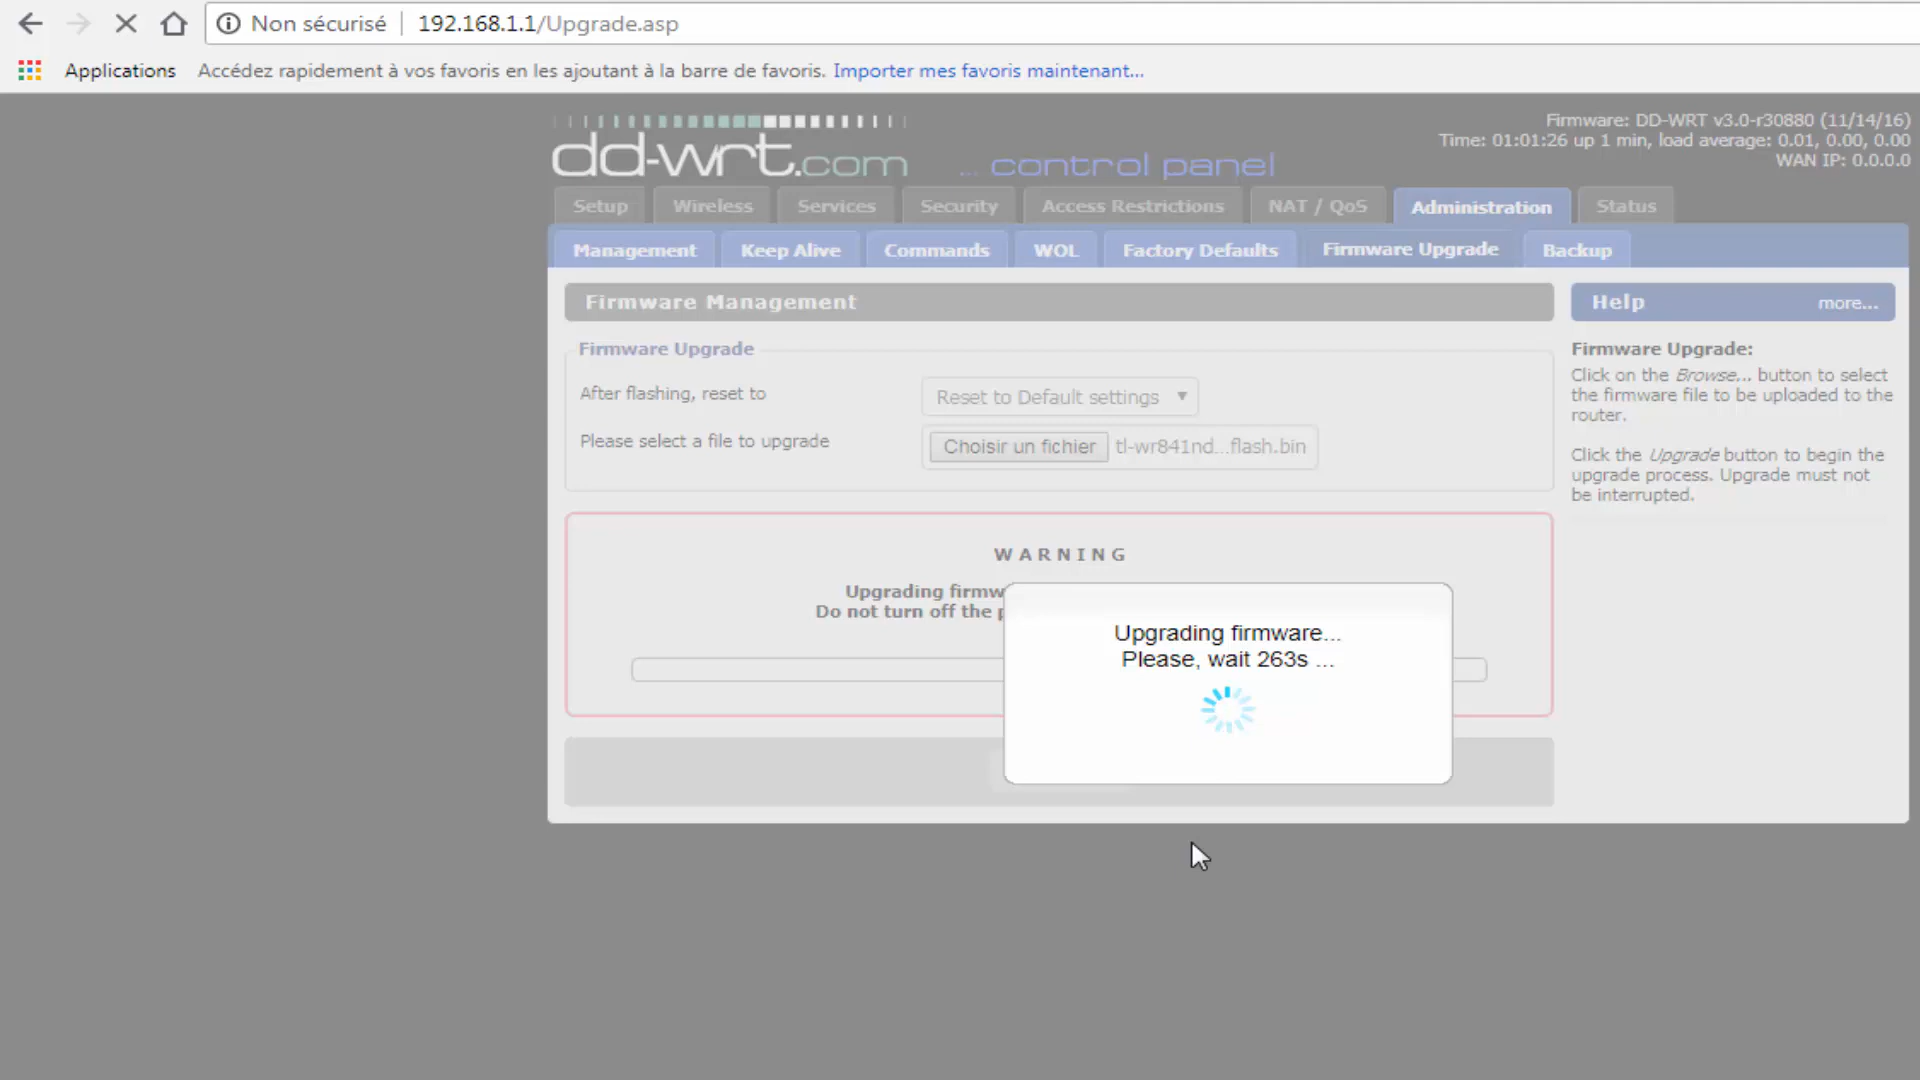 Non sécurisé 192.168.1.1/Upgrade.asp
Applications Accédez rapidement à vos favoris en les ajoutant à la barre de favoris. Importer mes favoris maintenant...
Firmware: DD-WRT v3.0-r30880 (11/14/16)
Time: 01:01:26 up 1 min, load average: 0.01, 0.00, 0.00
WAN IP: 0.0.0.0
dd-wrt.com ... control panel
Setup Wireless Services Security Access Restrictions NAT / QoS Administration Status
Management Keep Alive Commands WOL Factory Defaults Firmware Upgrade Backup
Firmware Management
Firmware Upgrade
After flashing, reset to Reset to Default settings
Please select a file to upgrade Choisir un fichier tl-wr841nd...flash.bin
WARNING
Upgrading
Do not turn off the
Upgrading firmware...
Please, wait 263s ...
Help more...
Firmware Upgrade:
Click on the Browse... button to select
the firmware file to be uploaded to the
router.
Click the Upgrade button to begin the
upgrade process. Upgrade must not
be interrupted.